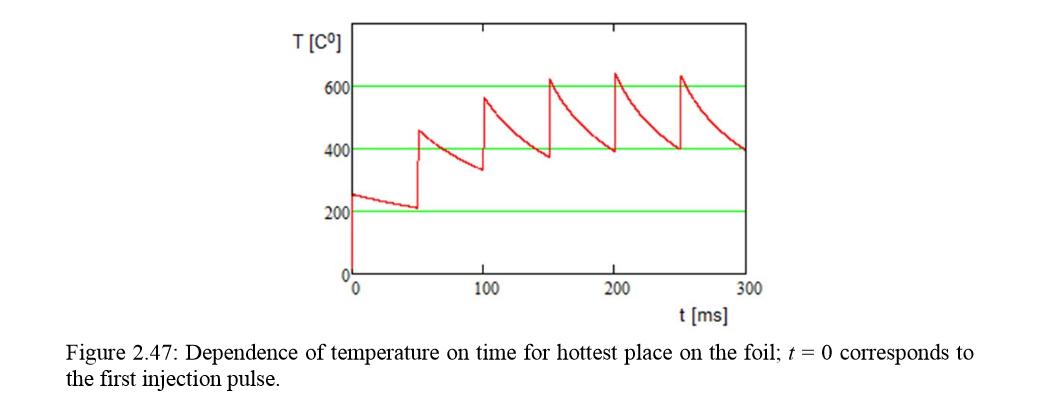 T [C⁰]
600
400
200
0
0 100 200 300
t [ms]
Figure 2.47: Dependence of temperature on time for hottest place on the foil; t = 0 corresponds to
the first injection pulse.